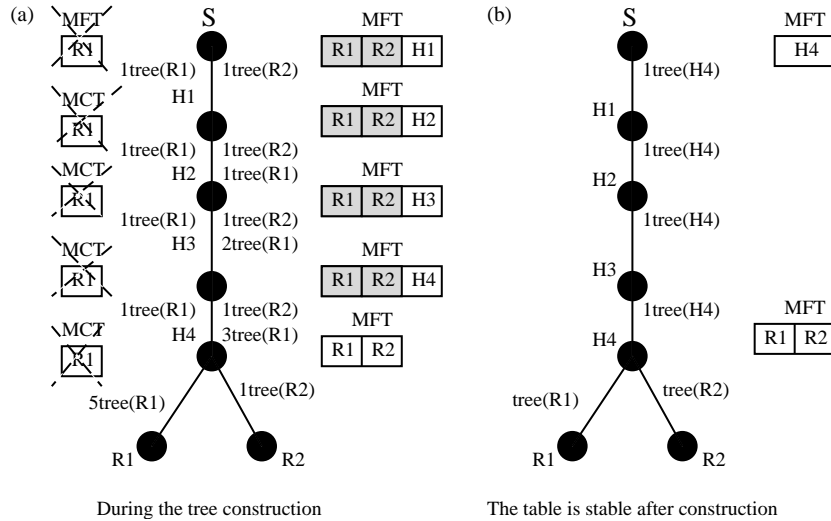 (a)
MFT
R1
S
MFT
R1 R2 H1
1tree(R1) 1tree(R2)
H1
MCT
R1
MFT
R1 R2 H2
1tree(R1) 1tree(R2)
H2 1tree(R1)
MCT
R1
MFT
R1 R2 H3
1tree(R1) 1tree(R2)
H3 2tree(R1)
MCT
R1
MFT
R1 R2 H4
1tree(R1) 1tree(R2)
H4 3tree(R1)
MCT
R1
MFT
R1 R2
5tree(R1) 1tree(R2)
R1 R2
During the tree construction
(b)
S
MFT
H4
1tree(H4)
H1
1tree(H4)
H2
1tree(H4)
H3
1tree(H4)
H4
MFT
R1 R2
tree(R1) tree(R2)
R1 R2
The table is stable after construction